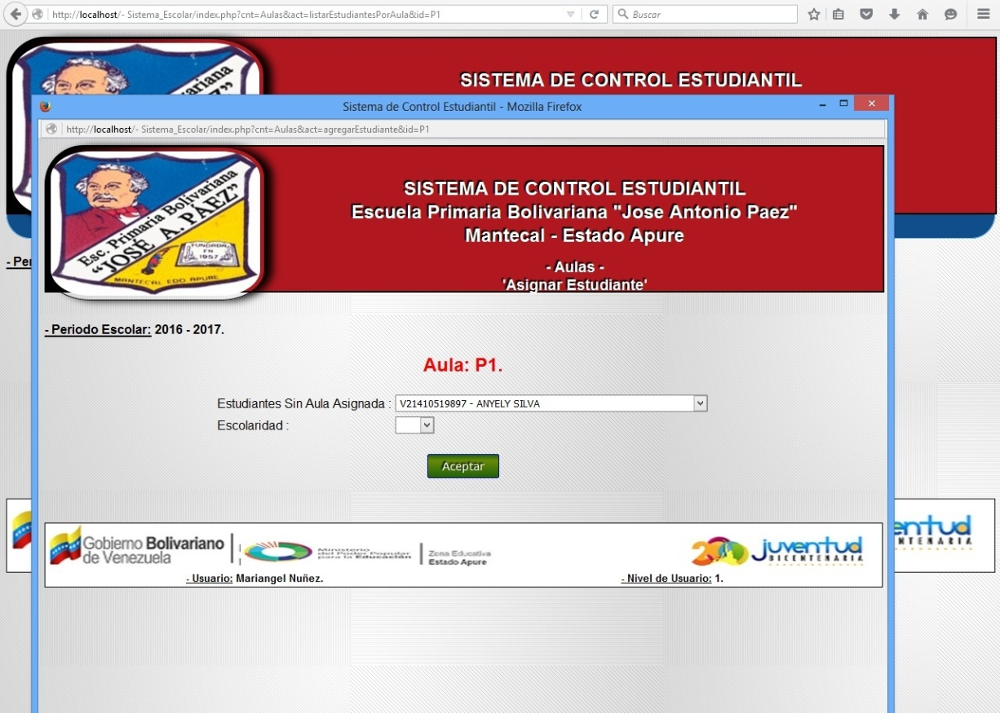 http://localhost/- Sistema_Escolar/index.php?cnt=Aulas&act=listarEstudiantesPorAula&id=P1
Buscar
SISTEMA DE CONTROL ESTUDIANTIL
Sistema de Control Estudiantil - Mozilla Firefox
http://localhost/- Sistema_Escolar/index.php?cnt=Aulas&act=agregarEstudiante&id=P1
Esc. Primaria Bolivariana
"JOSÉ A. PAEZ"
FUNDADA
EN
1957
MANTECAL EDO APURE
SISTEMA DE CONTROL ESTUDIANTIL
Escuela Primaria Bolivariana "Jose Antonio Paez"
Mantecal - Estado Apure
- Aulas -
'Asignar Estudiante'
- Per
- Periodo Escolar: 2016 - 2017.
Aula: P1.
Estudiantes Sin Aula Asignada : V21410519897 - ANYELY SILVA
Escolaridad :
Aceptar
Gobierno Bolivariano
de Venezuela
Ministerio
del Poder Popular
para la Educación
Zona Educativa
Estado Apure
200 juventud
BICENTENARIA
entud
NTENARIA
- Usuario: Mariangel Nuñez.
- Nivel de Usuario: 1.